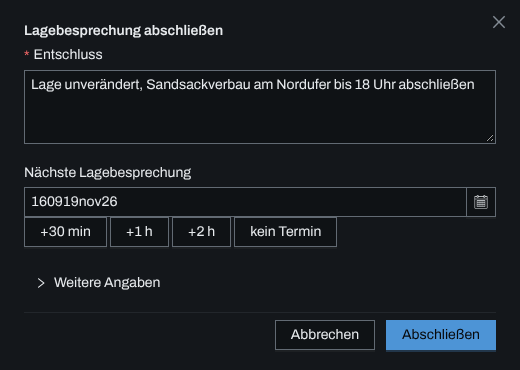 Lagebesprechung abschließen
* Entschluss
Lage unverändert, Sandsackverbau am Nordufer bis 18 Uhr abschließen
Nächste Lagebesprechung
160919nov26
+30 min
+1 h
+2 h
kein Termin
Weitere Angaben
Abbrechen
Abschließen